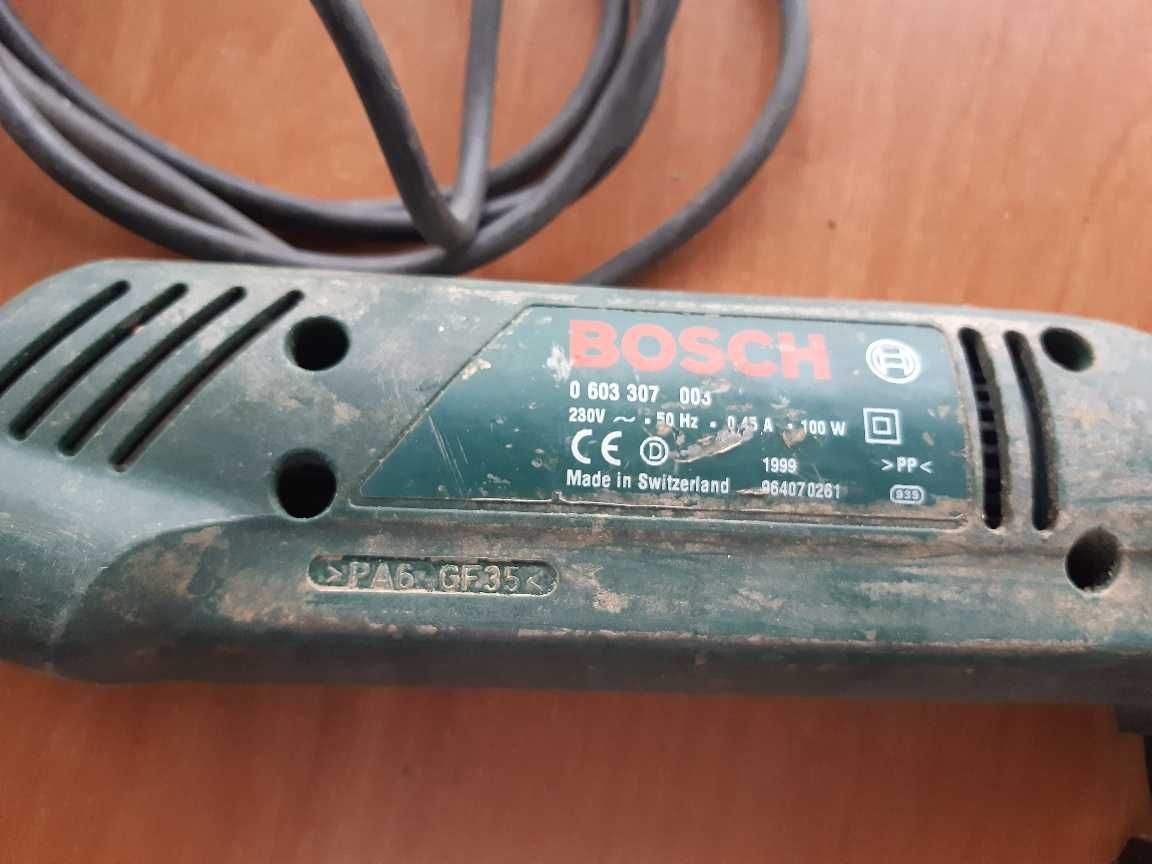 BOSCH
0 603 307 003
230V ~ • 50 Hz • 0,45 A • 100 W
CE D 1999 >PP<
Made in Switzerland 964070261 939
>PA6 GF35<